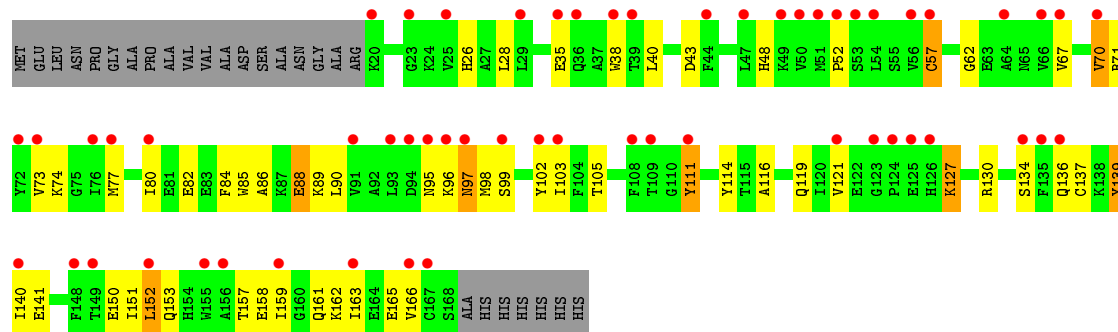 MET GLU LEU ASN PRO GLY ALA PRO ALA VAL VAL ALA ASP SER ALA ASN GLY ALA ARG K20 G23 K24 V25 H26 A27 L28 L29 E35 Q36 A37 W38 T39 L40 D43 F44 L47 H48 K49 V50 M51 P52 S53 L54 S55 V56 C57 G62 E63 A64 N65 V66 V67 V70
V72 V73 K74 G75 I76 M77 I80 E81 E82 E83 F84 W85 A86 K87 E88 K89 L90 V91 A92 L93 D94 N95 K96 N97 M98 S99 Y102 I103 F104 T105 F108 T109 G110 Y111 Y114 T115 A116 Q119 I120 V121 E122 G123 P124 E125 H126 K127 R130 S134 F135 Q136 C137 K138
I140 E141 F148 T149 E150 I151 L152 Q153 H154 W155 A156 T157 E158 I159 G160 Q161 K162 I163 E164 E165 V166 C167 S168 ALA HIS HIS HIS HIS HIS HIS